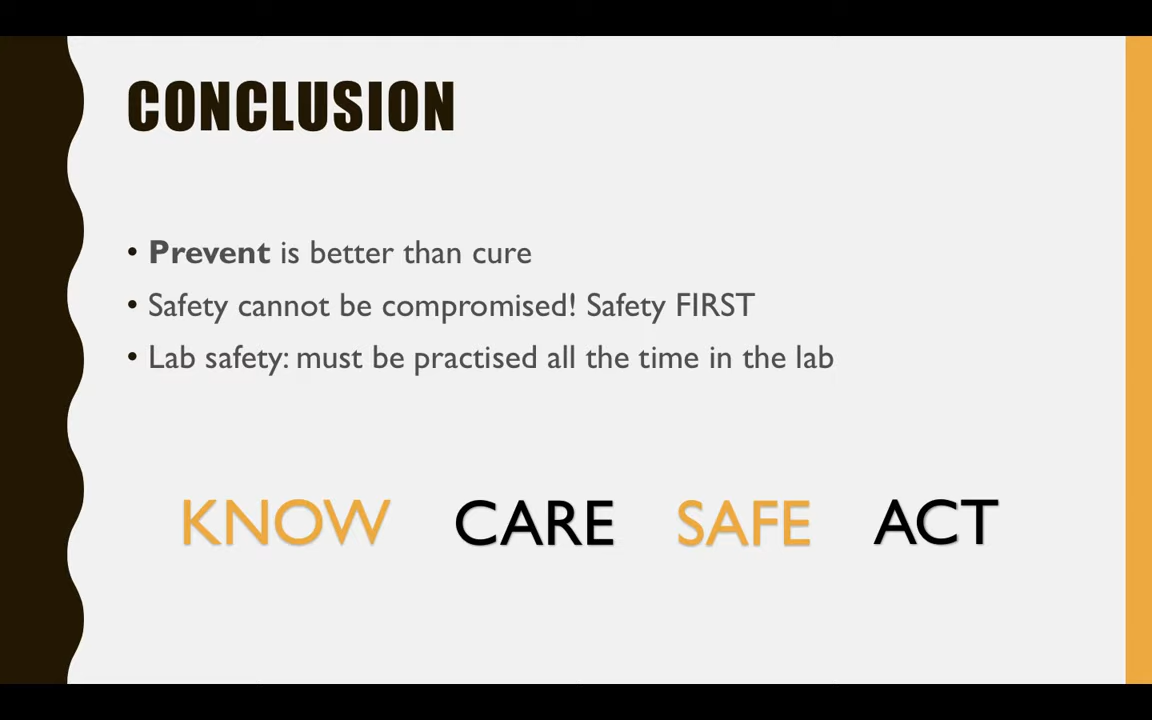 CONCLUSION
• Prevent is better than cure
• Safety cannot be compromised! Safety FIRST
• Lab safety: must be practised all the time in the lab
KNOW CARE SAFE ACT